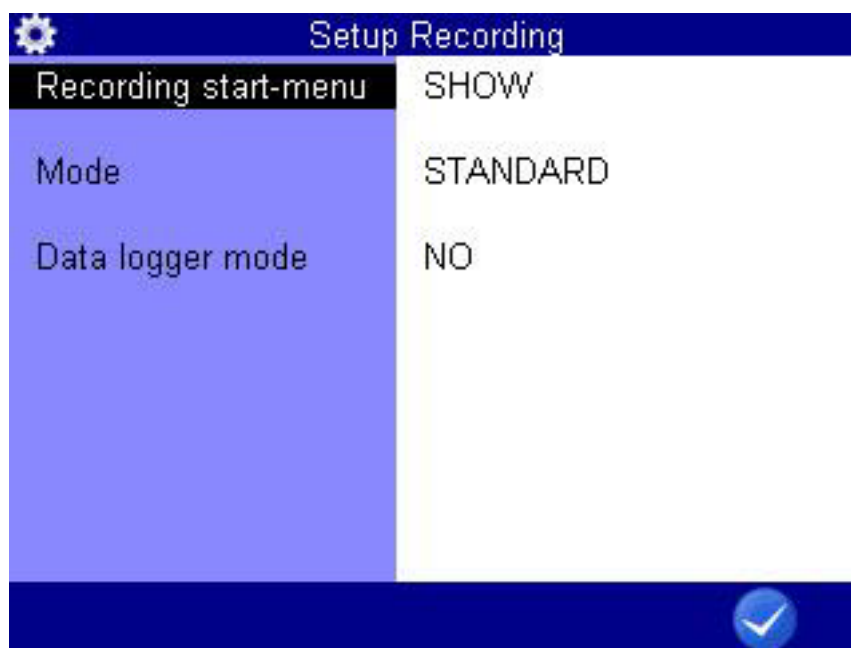 Setup Recording
Recording start-menu SHOW
Mode STANDARD
Data logger mode NO